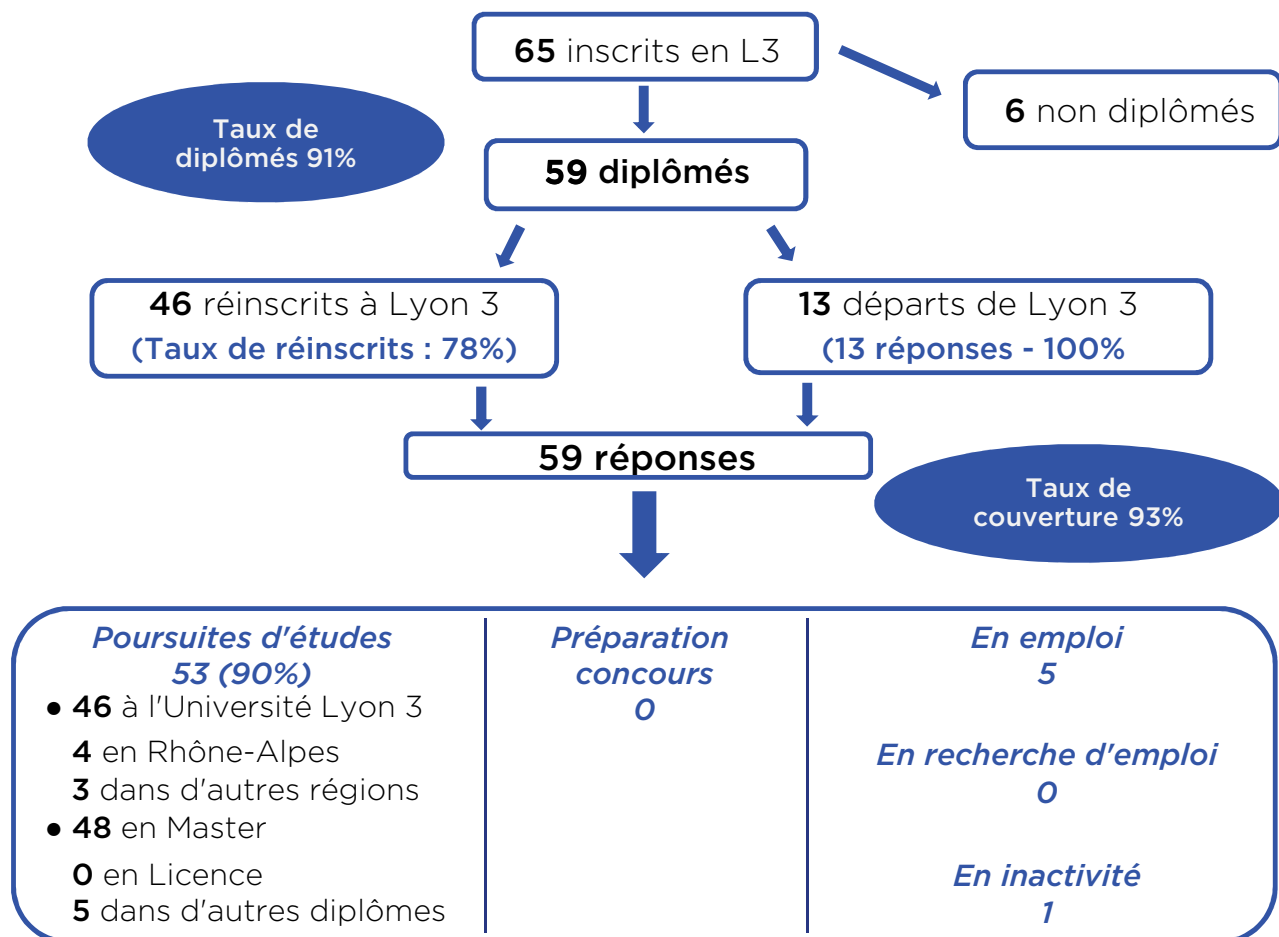 65 inscrits en L3
6 non diplômés
Taux de
diplômés 91%
59 diplômés
46 réinscrits à Lyon 3
(Taux de réinscrits : 78%)
13 départs de Lyon 3
(13 réponses - 100%
59 réponses
Taux de
couverture 93%
Poursuites d'études
53 (90%)
● 46 à l'Université Lyon 3
4 en Rhône-Alpes
3 dans d'autres régions
● 48 en Master
0 en Licence
5 dans d'autres diplômes
Préparation
concours
0
En emploi
5
En recherche d'emploi
0
En inactivité
1